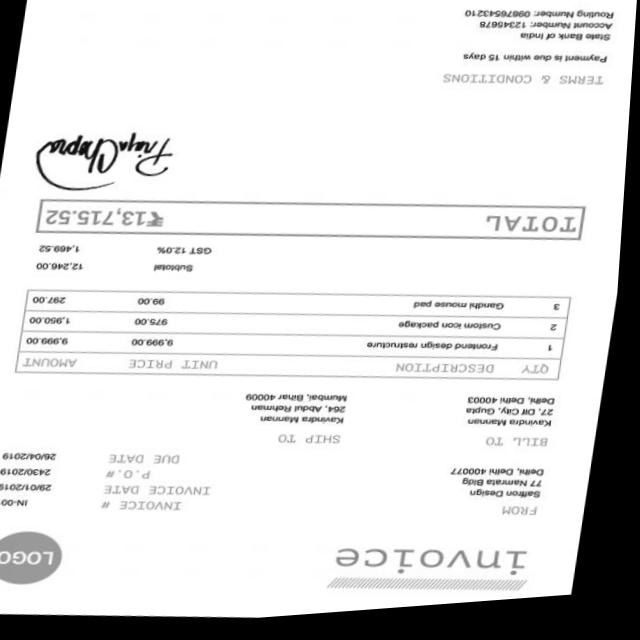 invoice
LOGO
FROM
Saffron Design
77 Namrata Bldg
Delhi, Delhi 400077
INVOICE #
IN-001
INVOICE DATE
29/01/2019
P.O.#
2430/2019
DUE DATE
26/04/2019
BILL TO
Kavindra Mannan
27, Dlf City, Gupta
Delhi, Delhi 40003
SHIP TO
Kavindra Mannan
264, Abdul Rehman
Mumbai, Bihar 40009
QTY DESCRIPTION UNIT PRICE AMOUNT
1 Frontend design restructure 9,999.00 9,999.00
2 Custom icon package 975.00 1,950.00
3 Gandhi mouse pad 99.00 297.00
Subtotal 12,246.00
GST 12.0% 1,469.52
TOTAL ₹13,715.52
Priya Chopra
TERMS & CONDITIONS
Payment is due within 15 days
State Bank of India
Account Number: 12345678
Routing Number: 09876543210